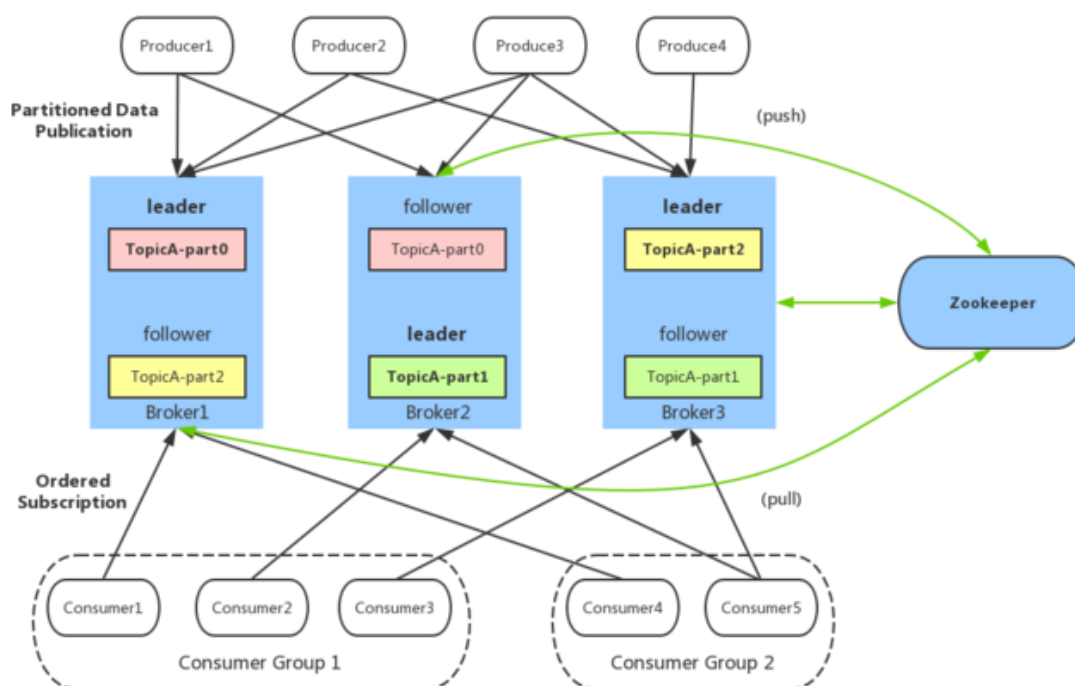 Producer1
Producer2
Produce3
Produce4
Partitioned Data
Publication
(push)
leader
follower
leader
TopicA-part0
TopicA-part0
TopicA-part2
Zookeeper
follower
leader
follower
TopicA-part2
TopicA-part1
TopicA-part1
Broker1
Broker2
Broker3
Ordered
Subscription
(pull)
Consumer1
Consumer2
Consumer3
Consumer4
Consumer5
Consumer Group 1
Consumer Group 2